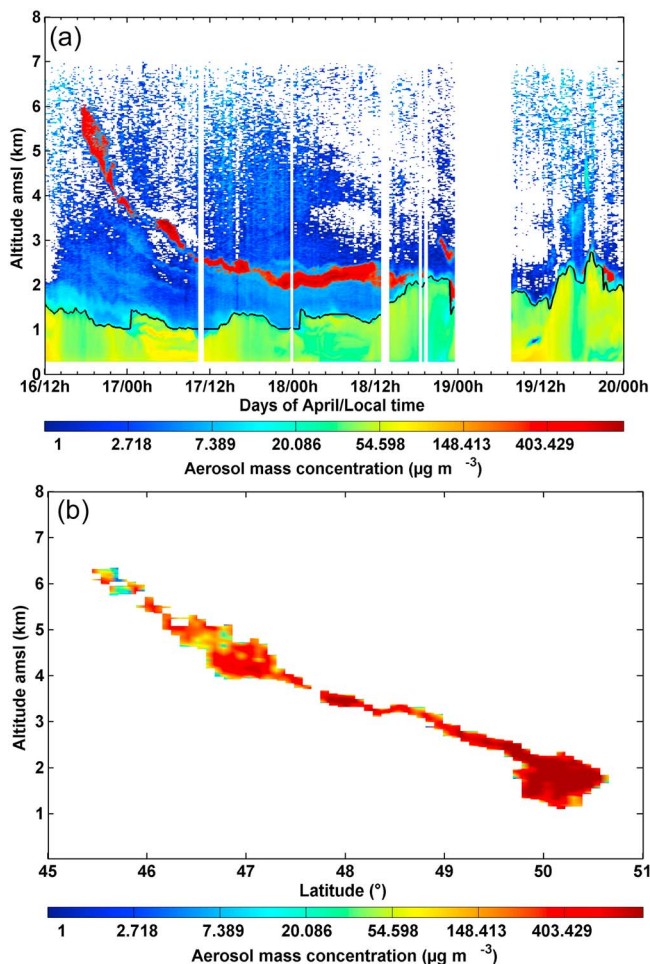 (a)
8
7
6
5
4
3
2
1
0
Altitude amsl (km)
16/12h 17/00h 17/12h 18/00h 18/12h 19/00h 19/12h 20/00h
Days of April/Local time
1 2.718 7.389 20.086 54.598 148.413 403.429
Aerosol mass concentration (µg m ⁻³)
(b)
8
7
6
5
4
3
2
1
Altitude amsl (km)
45 46 47 48 49 50 51
Latitude (°)
1 2.718 7.389 20.086 54.598 148.413 403.429
Aerosol mass concentration (µg m ⁻³)